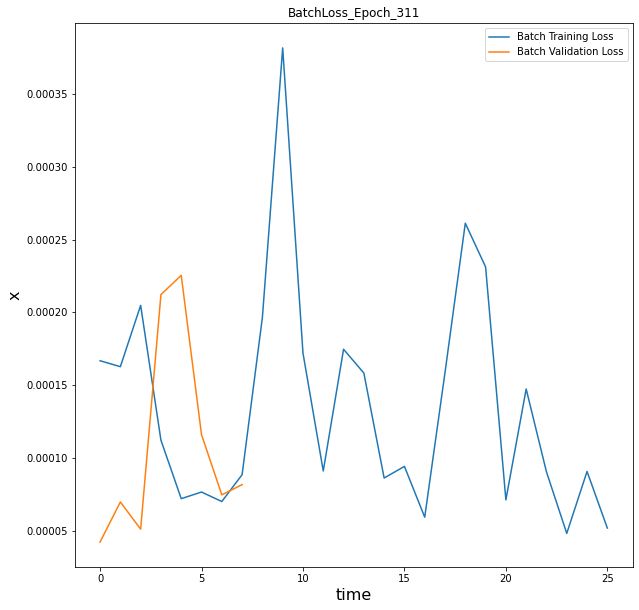 BatchLoss_Epoch_311
Batch Training Loss
Batch Validation Loss
0.00035
0.00030
0.00025
0.00020
0.00015
0.00010
0.00005
x
0 5 10 15 20 25
time